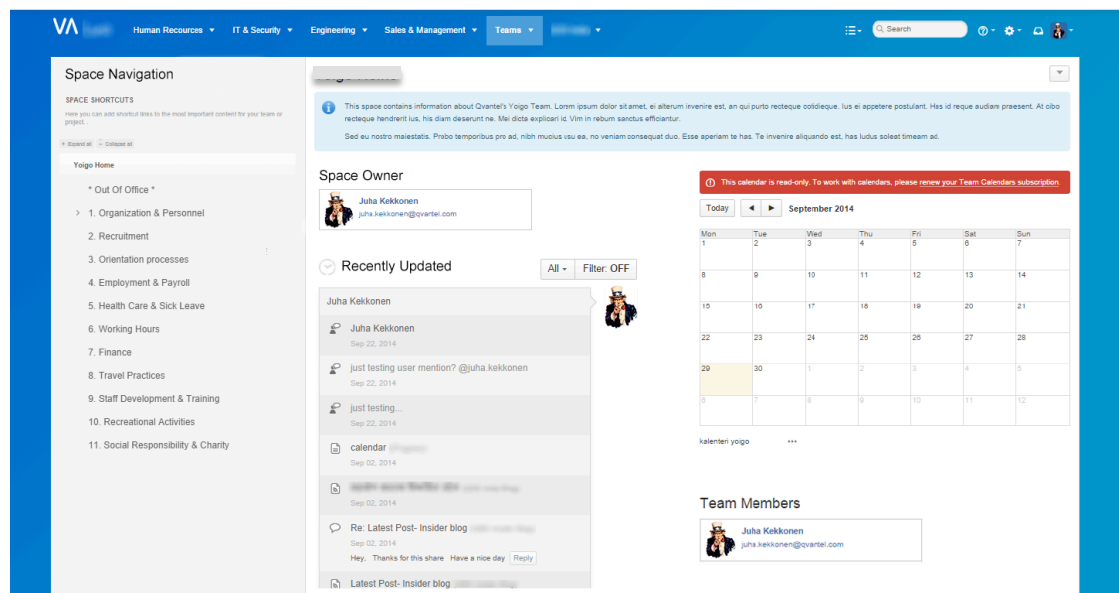 VΛ
Human Recources ▾ IT & Security ▾ Engineering ▾ Sales & Management ▾ Teams ▾
Search
Space Navigation
SPACE SHORTCUTS
Here you can add shortcut links to the most important content for your team or
project.
+ Expand all − Collapse all
Yoigo Home
* Out Of Office *
1. Organization & Personnel
2. Recruitment
3. Orientation processes
4. Employment & Payroll
5. Health Care & Sick Leave
6. Working Hours
7. Finance
8. Travel Practices
9. Staff Development & Training
10. Recreational Activities
11. Social Responsibility & Charity
This space contains information about Qvantel's Yoigo Team. Lorem ipsum dolor sit amet, ei alterum invenire est, an qui purto recteque cotidieque. Ius ei appetere postulant. Has id reque audiam praesent. At cibo
recteque hendrerit ius, his diam deserunt ne. Mei dicta explicari id. Vim in rebum sanctus efficiantur.
Sed eu nostro maiestatis. Probo temporibus pro ad, nibh mucius usu ea, no veniam consequat duo. Esse aperiam te has. Te invenire aliquando est, has ludus soleat timeam ad.
Space Owner
Juha Kekkonen
juha.kekkonen@qvantel.com
Recently Updated
All ▾ Filter: OFF
Juha Kekkonen
Juha Kekkonen
Sep 22, 2014
just testing user mention? @juha.kekkonen
Sep 22, 2014
just testing...
Sep 22, 2014
calendar
Sep 02, 2014
Sep 02, 2014
Re: Latest Post- Insider blog
Sep 02, 2014
Hey, Thanks for this share Have a nice day Reply
Latest Post- Insider blog
This calendar is read-only. To work with calendars, please renew your Team Calendars subscription.
Today ◀ ▶ September 2014
Mon Tue Wed Thu Fri Sat Sun
1 2 3 4 5 6 7
8 9 10 11 12 13 14
15 16 17 18 19 20 21
22 23 24 25 26 27 28
29 30 1 2 3 4 5
6 7 8 9 10 11 12
kalenteri yoigo •••
Team Members
Juha Kekkonen
juha.kekkonen@qvantel.com